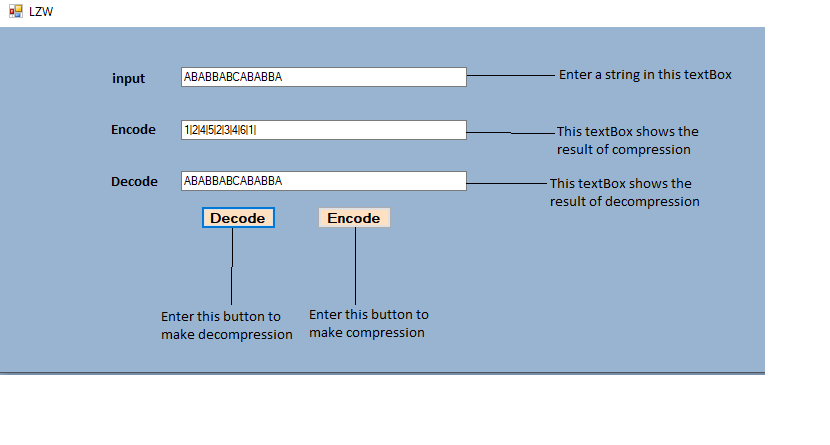 LZW
input
ABABBABCABABBA
Enter a string in this textBox
Encode
1|2|4|5|2|3|4|6|1|
This textBox shows the
result of compression
Decode
ABABBABCABABBA
This textBox shows the
result of decompression
Decode
Encode
Enter this button to
make decompression
Enter this button to
make compression